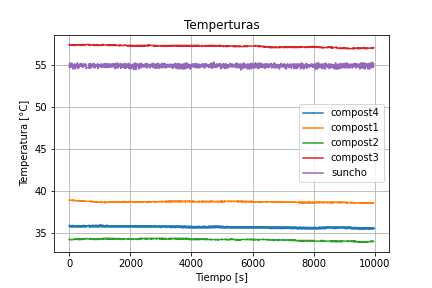 Temperturas
Temperatura [°C]
55
50
45
40
35
compost4
compost1
compost2
compost3
suncho
0 2000 4000 6000 8000 10000
Tiempo [s]